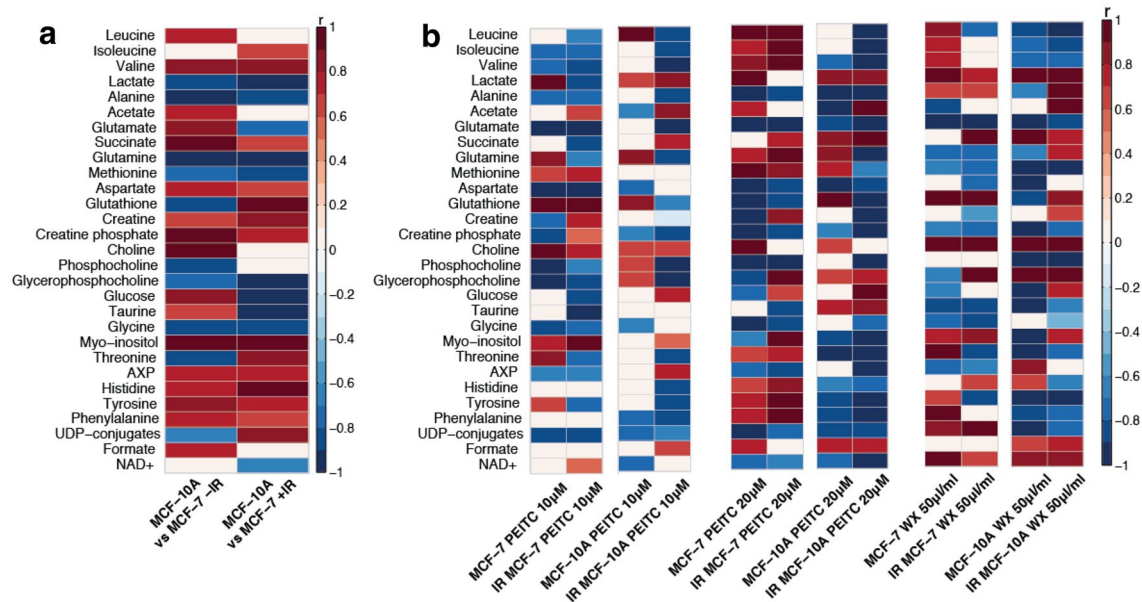 a
Leucine
Isoleucine
Valine
Lactate
Alanine
Acetate
Glutamate
Succinate
Glutamine
Methionine
Aspartate
Glutathione
Creatine
Creatine phosphate
Choline
Phosphocholine
Glycerophosphocholine
Glucose
Taurine
Glycine
Myo-inositol
Threonine
AXP
Histidine
Tyrosine
Phenylalanine
UDP-conjugates
Formate
NAD+
MCF-10A
vs MCF-7 -IR
MCF-10A
vs MCF-7 +IR
r
1
0.8
0.6
0.4
0.2
0
-0.2
-0.4
-0.6
-0.8
-1
b
Leucine
Isoleucine
Valine
Lactate
Alanine
Acetate
Glutamate
Succinate
Glutamine
Methionine
Aspartate
Glutathione
Creatine
Creatine phosphate
Choline
Phosphocholine
Glycerophosphocholine
Glucose
Taurine
Glycine
Myo-inositol
Threonine
AXP
Histidine
Tyrosine
Phenylalanine
UDP-conjugates
Formate
NAD+
MCF-7 PEITC 10µM
IR MCF-7 PEITC 10µM
MCF-10A PEITC 10µM
IR MCF-10A PEITC 10µM
MCF-7 PEITC 20µM
IR MCF-7 PEITC 20µM
MCF-10A PEITC 20µM
IR MCF-10A PEITC 20µM
MCF-7 WX 50µl/ml
IR MCF-7 WX 50µl/ml
MCF-10A WX 50µl/ml
IR MCF-10A WX 50µl/ml
r
1
0.8
0.6
0.4
0.2
0
-0.2
-0.4
-0.6
-0.8
-1